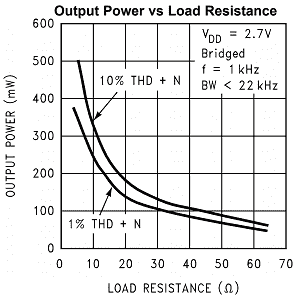 Output Power vs Load Resistance
600
500
400
300
200
100
0
OUTPUT POWER (mW)
V_DD = 2.7V
Bridged
f = 1 kHz
BW < 22 kHz
10% THD + N
1% THD + N
0 10 20 30 40 50 60 70
LOAD RESISTANCE (Ω)